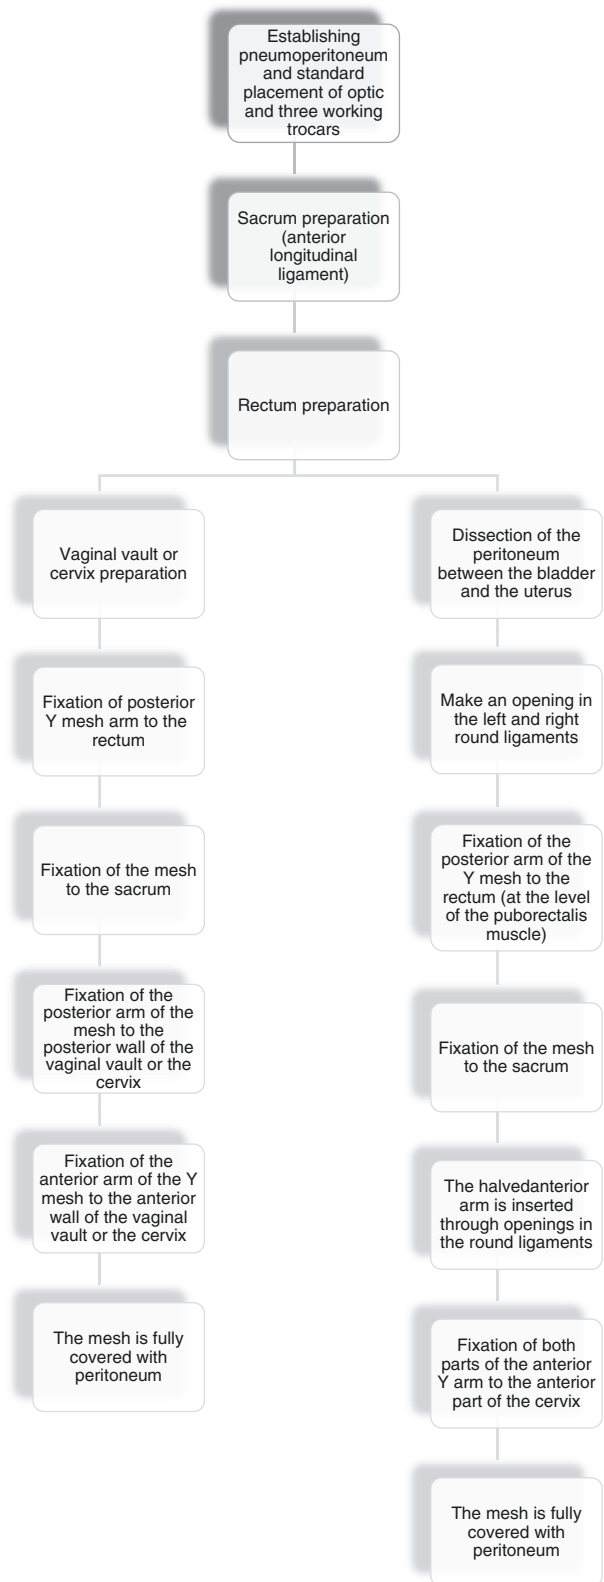 Establishing
pneumoperitoneum
and standard
placement of optic
and three working
trocars
Sacrum preparation
(anterior
longitudinal
ligament)
Rectum preparation
Vaginal vault or
cervix preparation
Fixation of posterior
Y mesh arm to the
rectum
Fixation of the mesh
to the sacrum
Fixation of the
posterior arm of the
mesh to the
posterior wall of the
vaginal vault or the
cervix
Fixation of the
anterior arm of the Y
mesh to the anterior
wall of the vaginal
vault or the cervix
The mesh is fully
covered with
peritoneum
Dissection of the
peritoneum
between the bladder
and the uterus
Make an opening in
the left and right
round ligaments
Fixation of the
posterior arm of the
Y mesh to the
rectum (at the level
of the puborectalis
muscle)
Fixation of the mesh
to the sacrum
The halvedanterior
arm is inserted
through openings in
the round ligaments
Fixation of both
parts of the anterior
Y arm to the anterior
part of the cervix
The mesh is fully
covered with
peritoneum